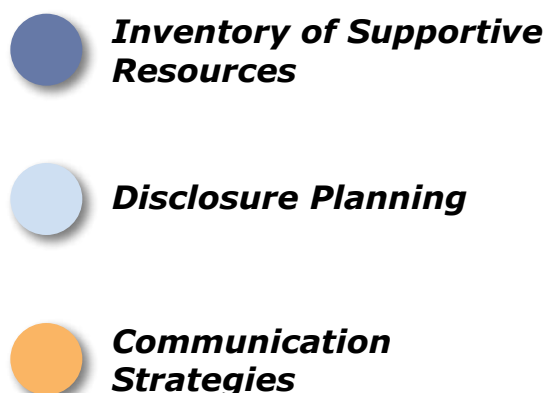 Inventory of Supportive
Resources
Disclosure Planning
Communication
Strategies